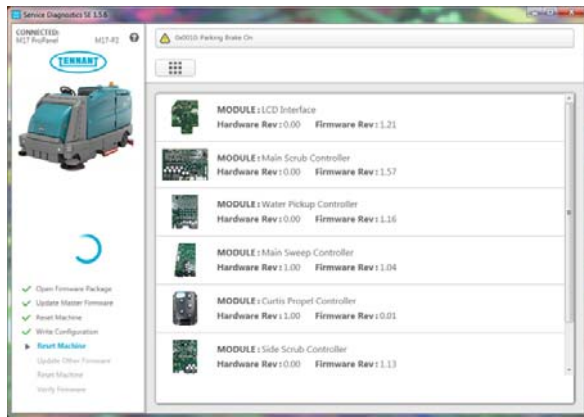 Service Diagnostics SE 1.5.6
CONNECTED:
M17 ProPanel M17-P2
TENNANT
0x0010: Parking Brake On
MODULE: LCD Interface
Hardware Rev: 0.00 Firmware Rev: 1.21
MODULE: Main Scrub Controller
Hardware Rev: 0.00 Firmware Rev: 1.57
MODULE: Water Pickup Controller
Hardware Rev: 0.00 Firmware Rev: 1.16
MODULE: Main Sweep Controller
Hardware Rev: 1.00 Firmware Rev: 1.04
MODULE: Curtis Propel Controller
Hardware Rev: 1.00 Firmware Rev: 0.01
MODULE: Side Scrub Controller
Hardware Rev: 0.00 Firmware Rev: 1.13
Open Firmware Package
Update Master Firmware
Reset Machine
Write Configuration
Reset Machine
Update Other Firmware
Reset Machine
Verify Firmware